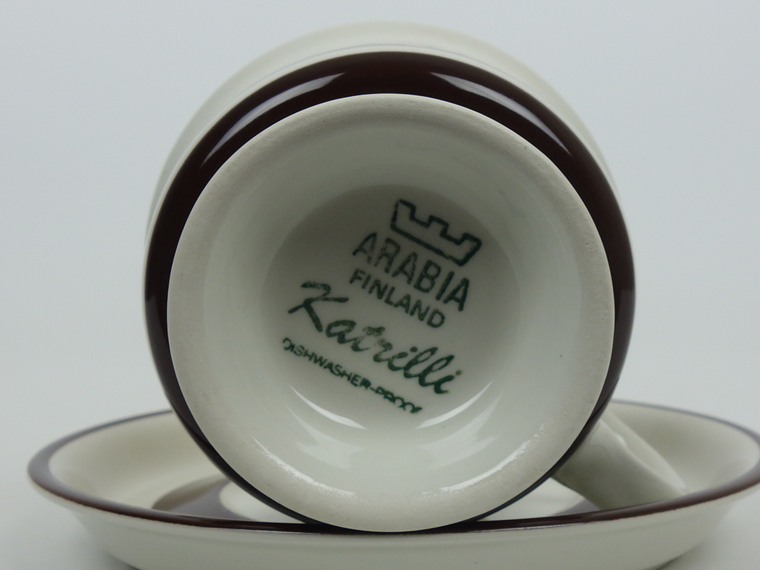 ARABIA
FINLAND
Katrilli
DISHWASHER-PROOF